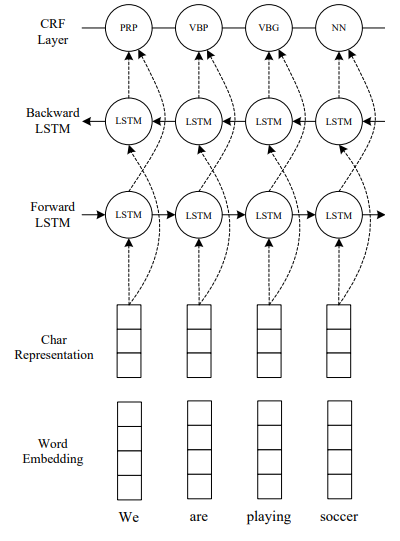 CRF
Layer
PRP VBP VBG NN
Backward
LSTM
LSTM LSTM LSTM LSTM
Forward
LSTM
LSTM LSTM LSTM LSTM
Char
Representation
Word
Embedding
We are playing soccer